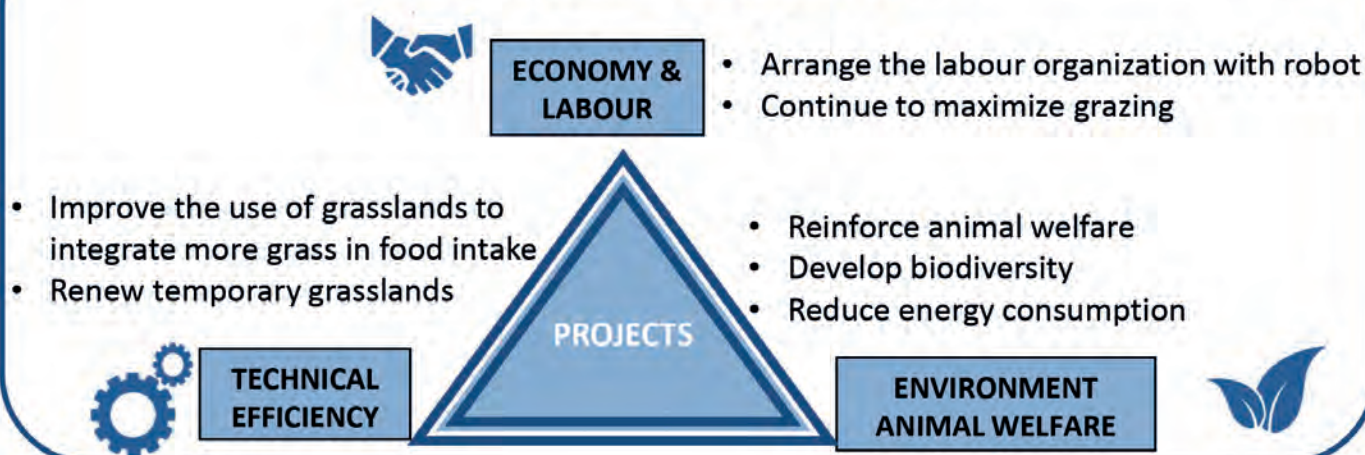 ECONOMY &
LABOUR
• Arrange the labour organization with robot
• Continue to maximize grazing
• Improve the use of grasslands to
integrate more grass in food intake
• Renew temporary grasslands
• Reinforce animal welfare
• Develop biodiversity
• Reduce energy consumption
PROJECTS
TECHNICAL
EFFICIENCY
ENVIRONMENT
ANIMAL WELFARE